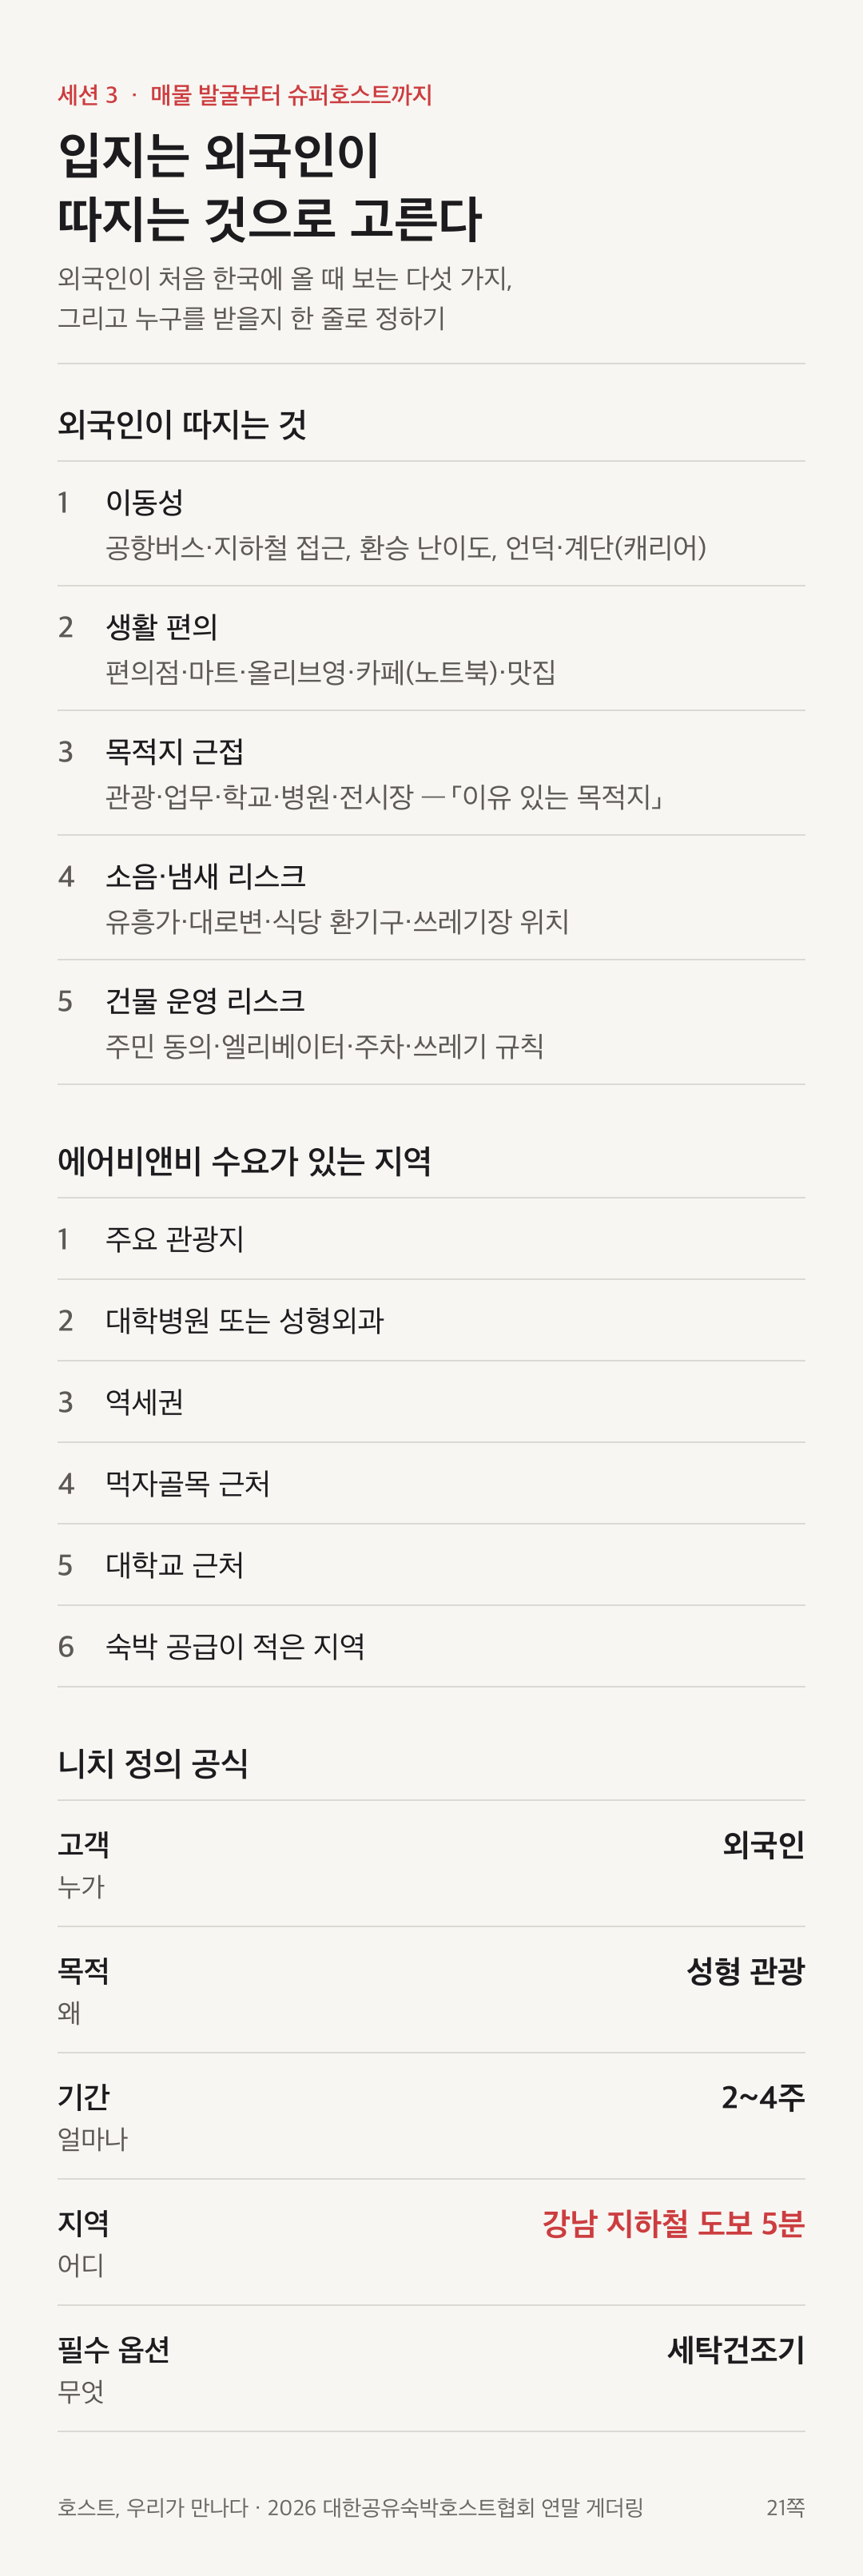 세션 3 · 매물 발굴부터 슈퍼호스트까지
입지는 외국인이
따지는 것으로 고른다
외국인이 처음 한국에 올 때 보는 다섯 가지,
그리고 누구를 받을지 한 줄로 정하기
외국인이 따지는 것
1 이동성
공항버스·지하철 접근, 환승 난이도, 언덕·계단(캐리어)
2 생활 편의
편의점·마트·올리브영·카페(노트북)·맛집
3 목적지 근접
관광·업무·학교·병원·전시장 — 「이유 있는 목적지」
4 소음·냄새 리스크
유흥가·대로변·식당 환기구·쓰레기장 위치
5 건물 운영 리스크
주민 동의·엘리베이터·주차·쓰레기 규칙
에어비앤비 수요가 있는 지역
1 주요 관광지
2 대학병원 또는 성형외과
3 역세권
4 먹자골목 근처
5 대학교 근처
6 숙박 공급이 적은 지역
니치 정의 공식
고객 외국인
누가
목적 성형 관광
왜
기간 2~4주
얼마나
지역 강남 지하철 도보 5분
어디
필수 옵션 세탁건조기
무엇
호스트, 우리가 만나다 · 2026 대한공유숙박호스트협회 연말 게더링 21쪽